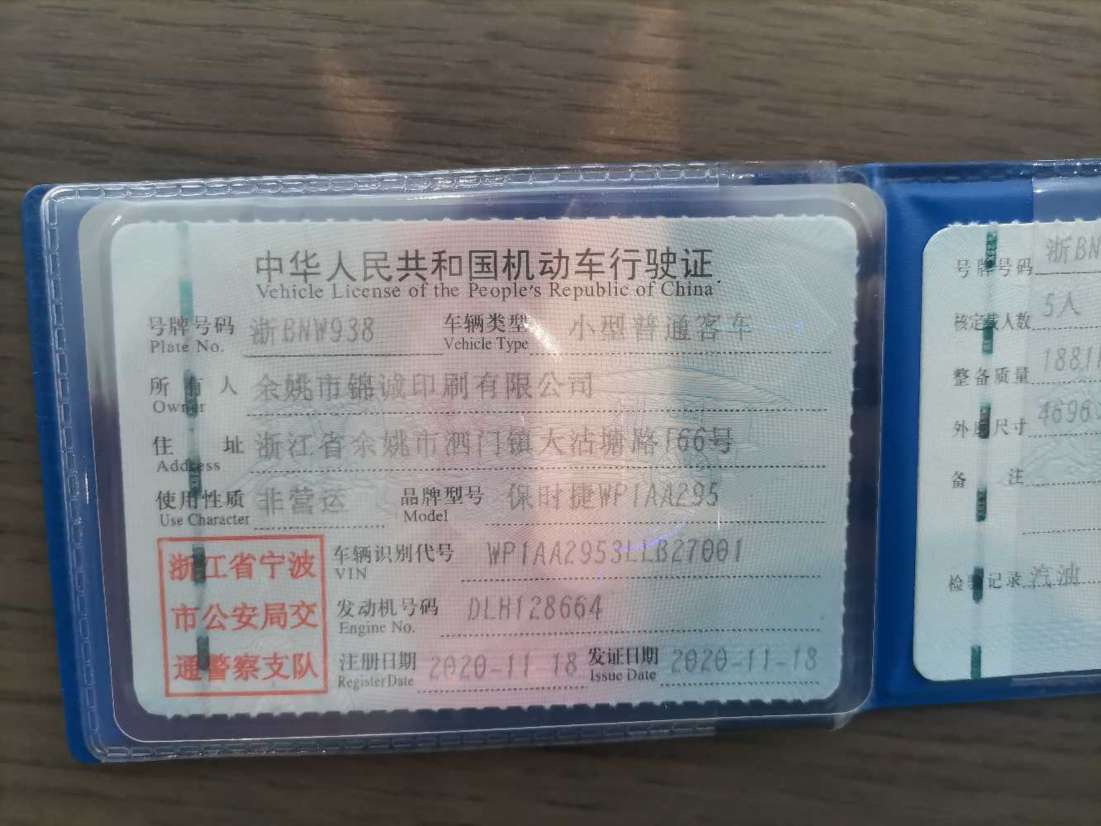 中华人民共和国机动车行驶证
Vehicle License of the People's Republic of China
号牌号码 浙BNW938 车辆类型 小型普通客车
Plate No. Vehicle Type
所有人 余姚市锦诚印刷有限公司
Owner
住址 浙江省余姚市泗门镇大沽塘路166号
Address
使用性质 非营运 品牌型号 保时捷WP1AA295
Use Character Model
浙江省宁波
市公安局交
通警察支队
车辆识别代号 WP1AA2953LLB27001
VIN
发动机号码 DLH128664
Engine No.
注册日期 2020-11-18 发证日期 2020-11-18
Register Date Issue Date
号牌号码 浙BN
核定载人数 5人
整备质量 1881
外廓尺寸 4696
备注
检验记录 汽油